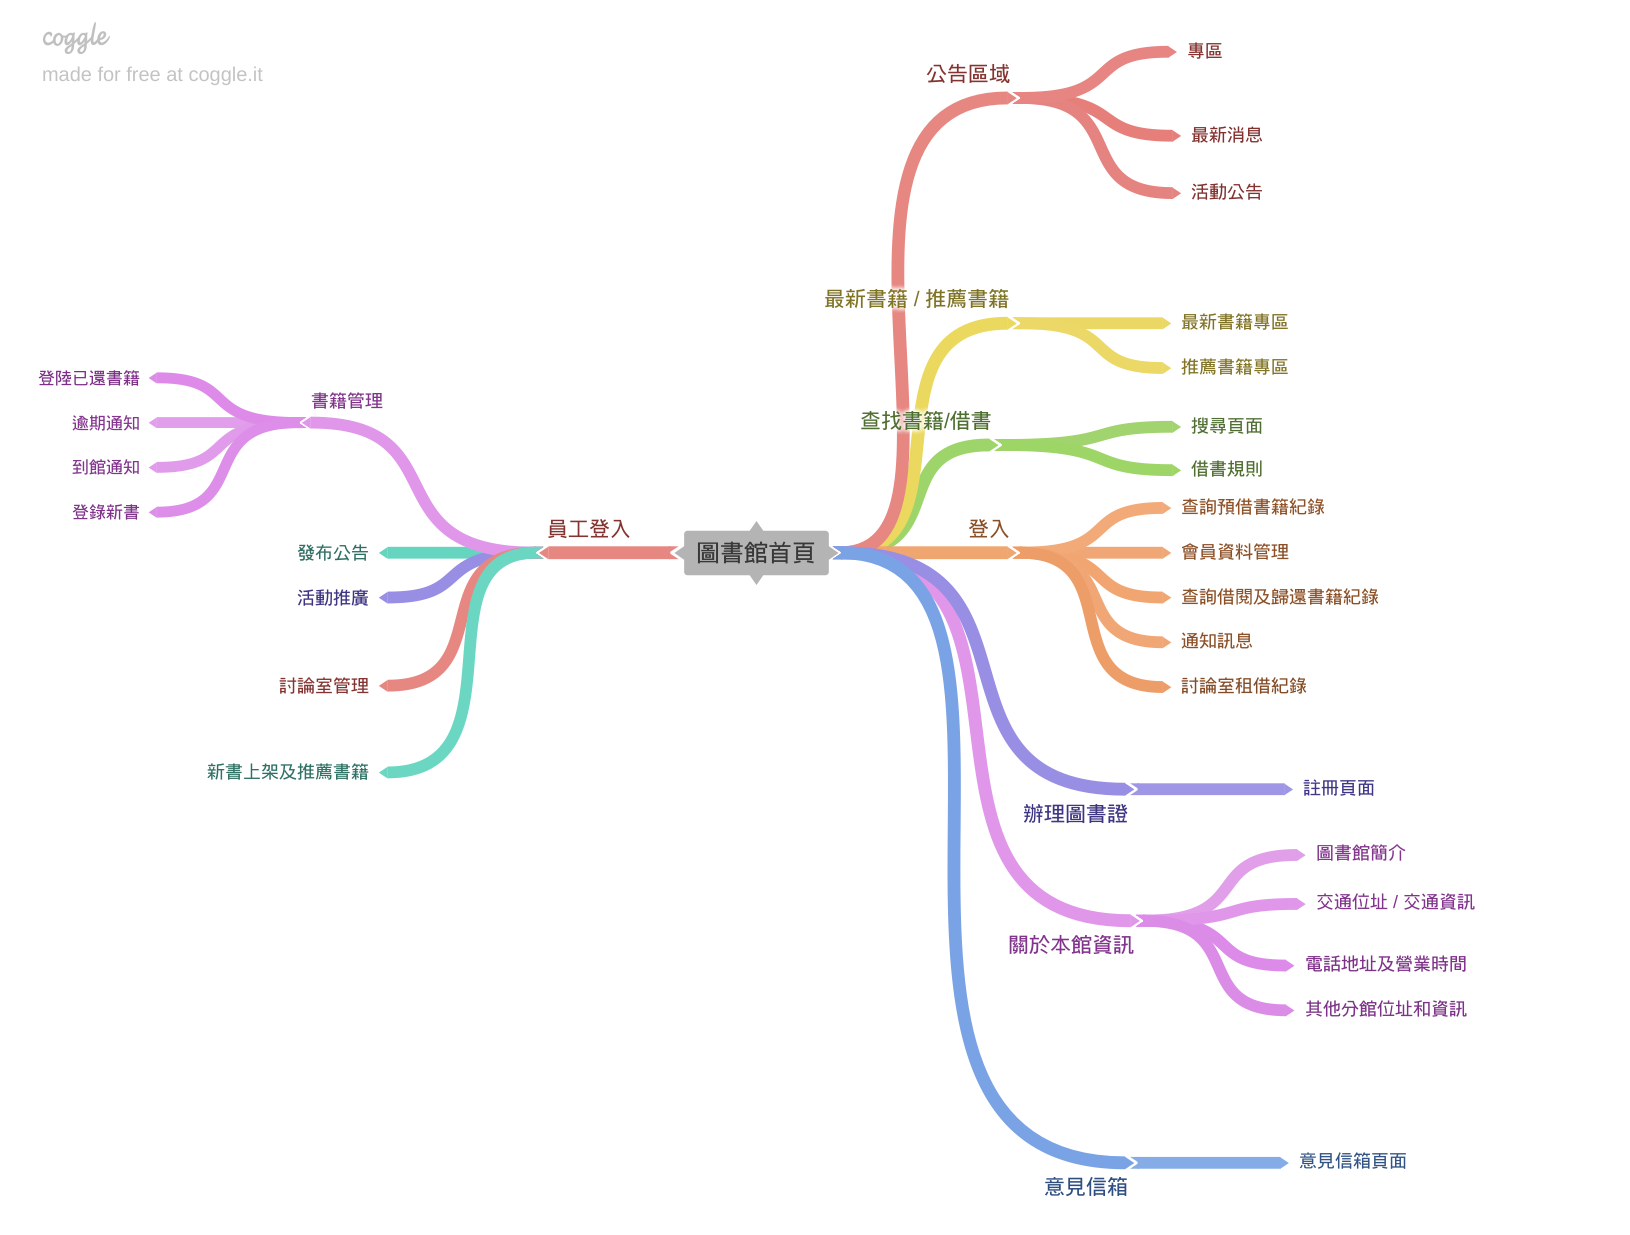 coggle
made for free at coggle.it
圖書館首頁
公告區域
專區
最新消息
活動公告
最新書籍 / 推薦書籍
最新書籍專區
推薦書籍專區
查找書籍/借書
搜尋頁面
借書規則
登入
查詢預借書籍紀錄
會員資料管理
查詢借閱及歸還書籍紀錄
通知訊息
討論室租借紀錄
辦理圖書證
註冊頁面
關於本館資訊
圖書館簡介
交通位址 / 交通資訊
電話地址及營業時間
其他分館位址和資訊
意見信箱
意見信箱頁面
員工登入
書籍管理
登陸已還書籍
逾期通知
到館通知
登錄新書
發布公告
活動推廣
討論室管理
新書上架及推薦書籍